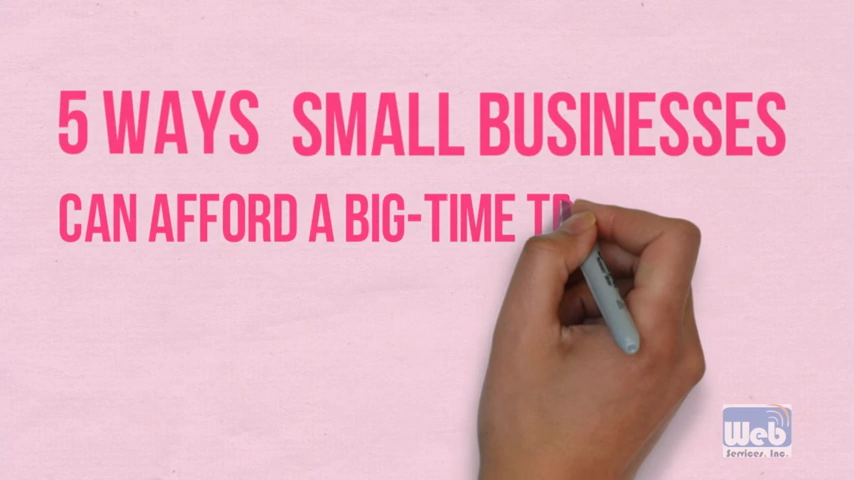 5 WAYS SMALL BUSINESSES
CAN AFFORD A BIG-TIME
Web
Services, Inc.